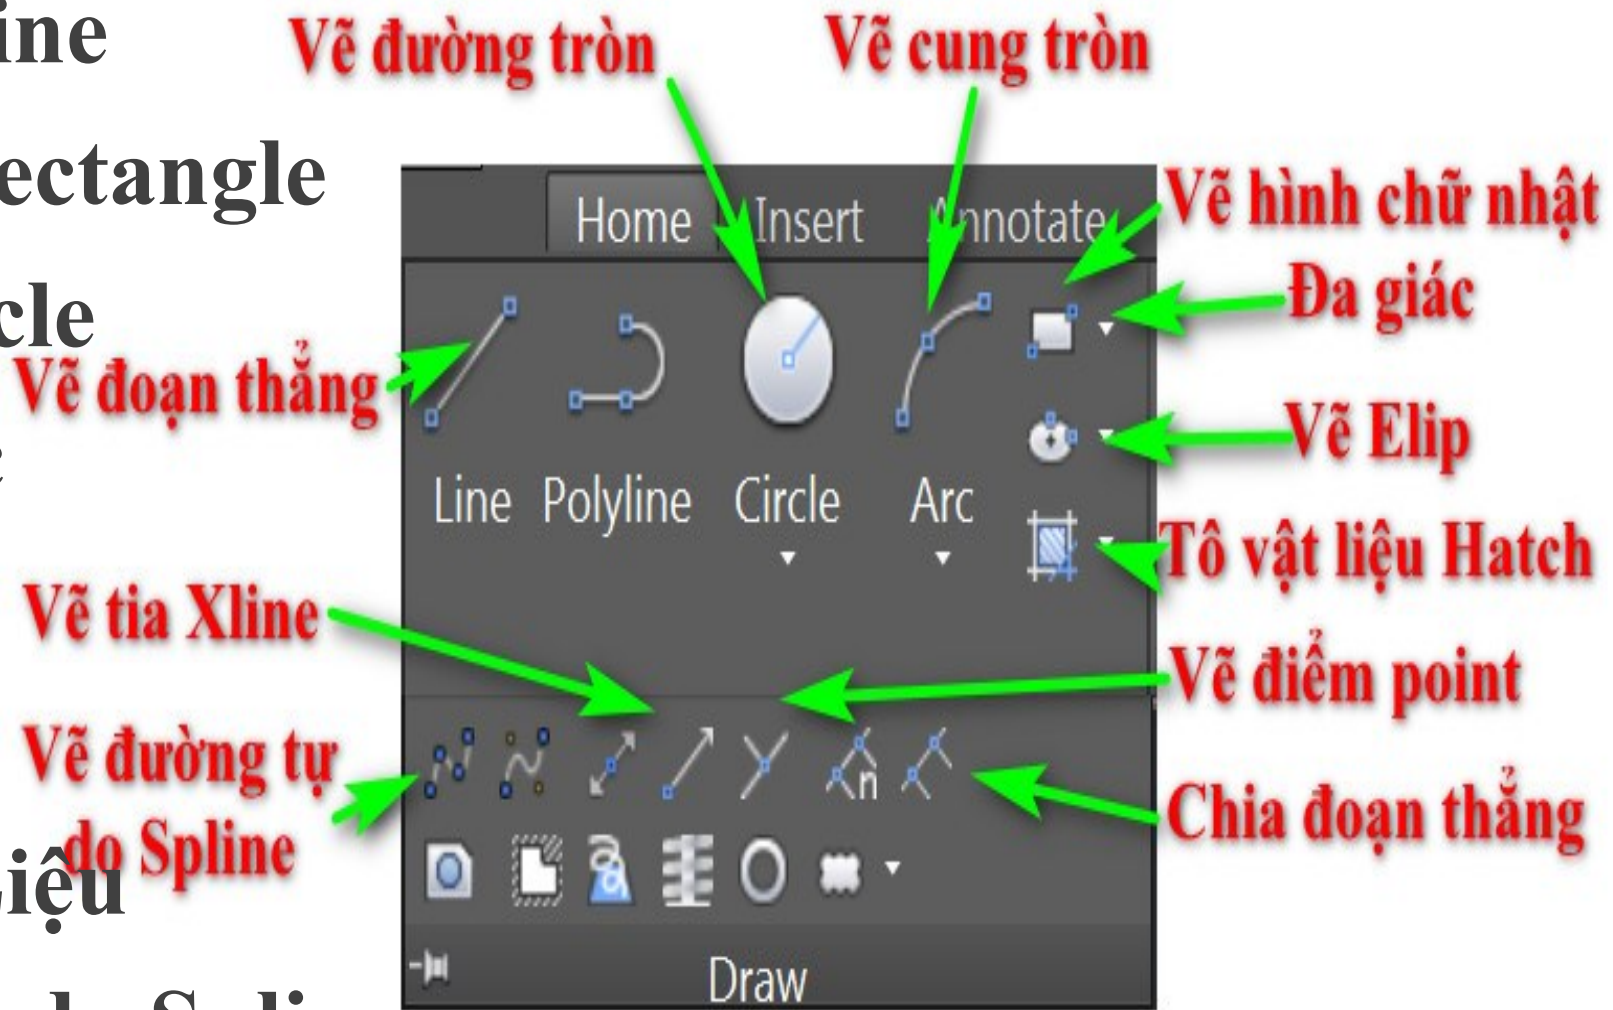 ine
Vẽ đường tròn
Vẽ cung tròn
ectangle
Vẽ hình chữ nhật
Home Insert Annotate
Đa giác
cle
Vẽ đoạn thẳng
Vẽ Elip
Line Polyline Circle Arc
Tô vật liệu Hatch
Vẽ tia Xline
Vẽ điểm point
Vẽ đường tự
do Spline
n
Chia đoạn thẳng
Liệu
Draw